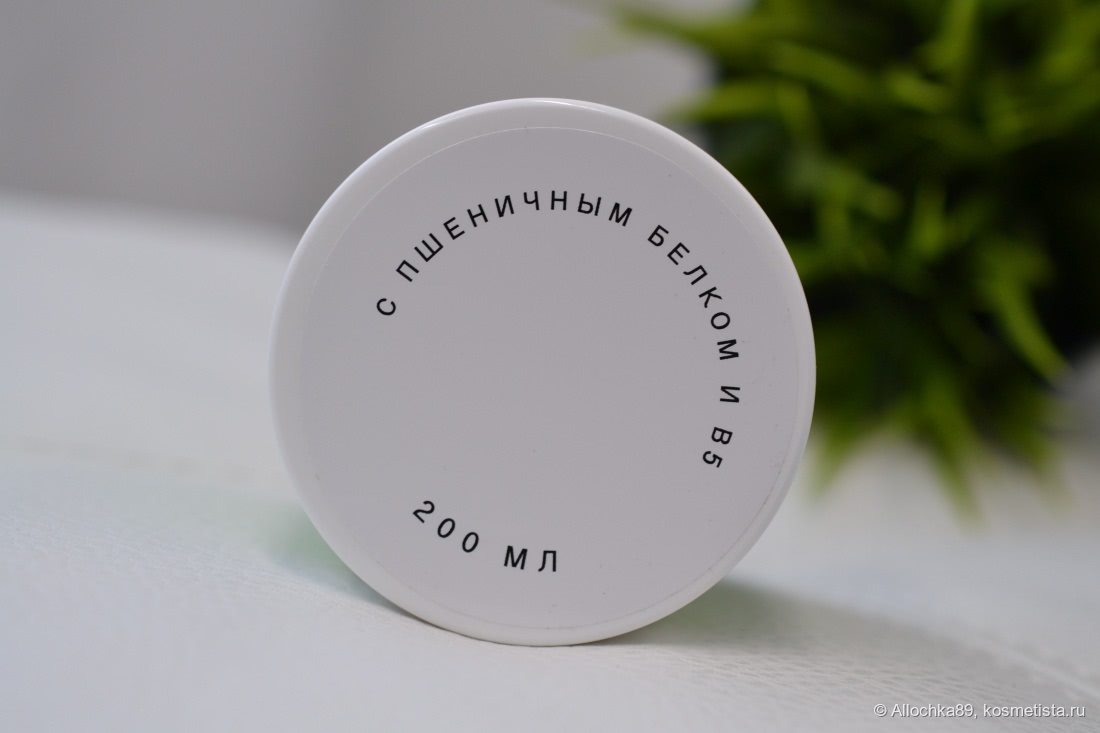 С ПШЕНИЧНЫМ БЕЛКОМ И В5
200 МЛ
© Allochka89, kosmetista.ru